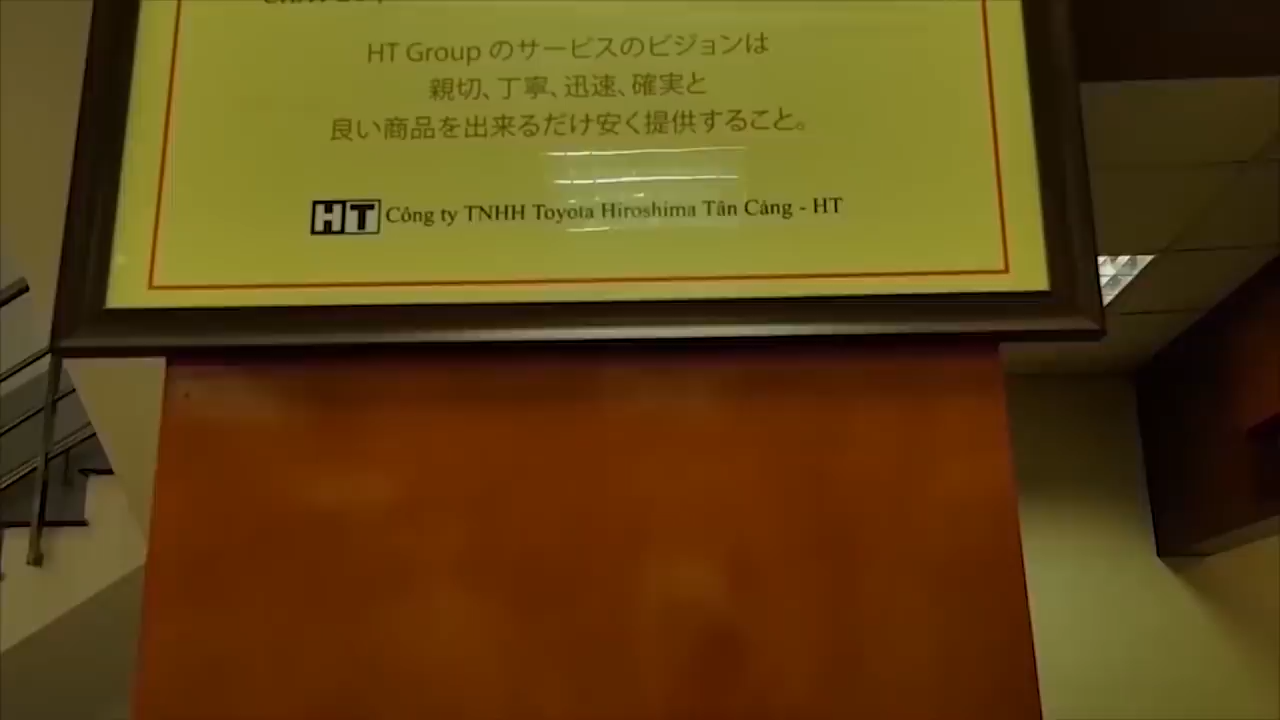 HT Group のサービスのビジョンは
親切、丁寧、迅速、確実と
良い商品を出来るだけ安く提供すること。
HT Công ty TNHH Toyota Hiroshima Tân Cảng - HT